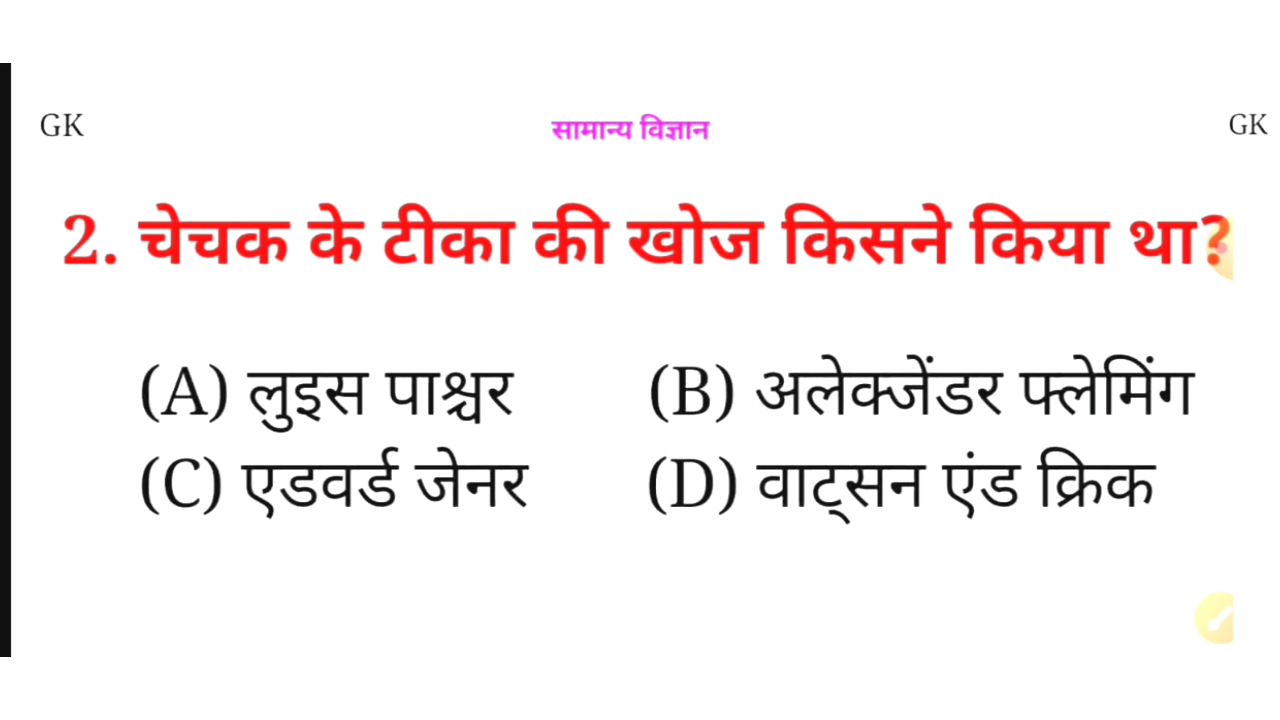 GK सामान्य विज्ञान GK
2. चेचक के टीका की खोज किसने किया था?
(A) लुइस पाश्चर (B) अलेक्जेंडर फ्लेमिंग
(C) एडवर्ड जेनर (D) वाट्सन एंड क्रिक